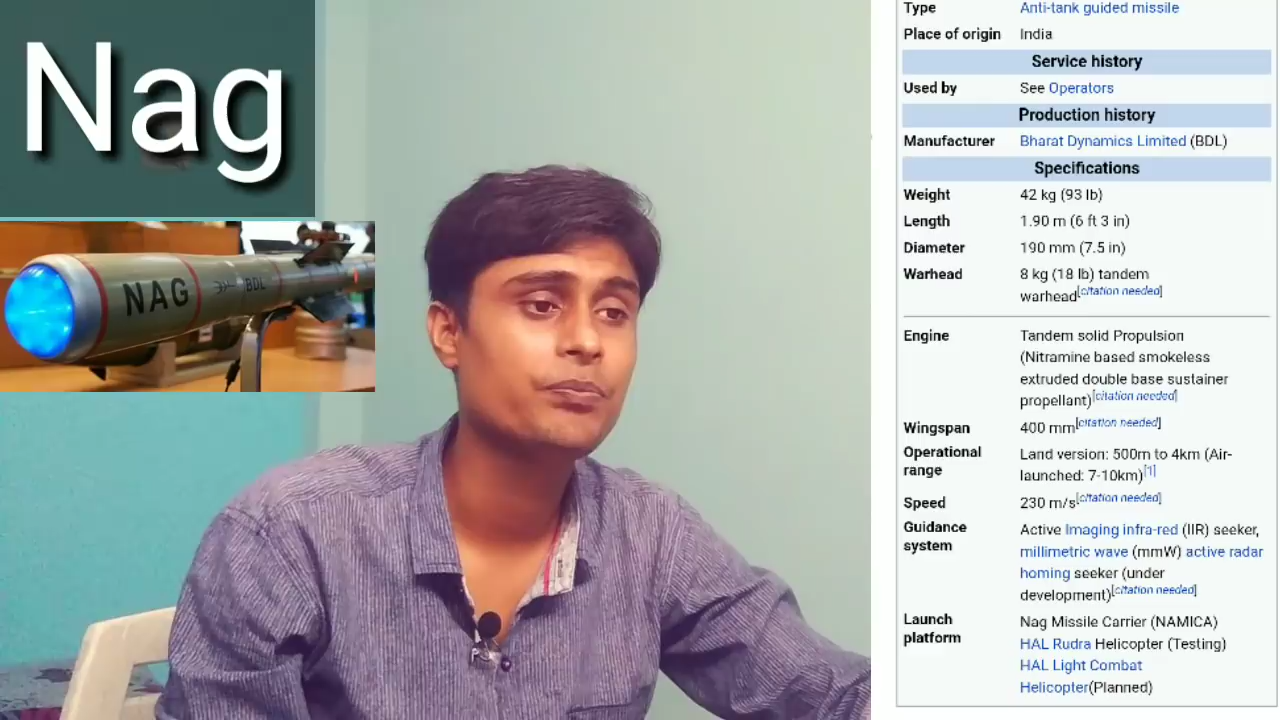 Nag
NAG
BDL
Type Anti-tank guided missile
Place of origin India
Service history
Used by See Operators
Production history
Manufacturer Bharat Dynamics Limited (BDL)
Specifications
Weight 42 kg (93 lb)
Length 1.90 m (6 ft 3 in)
Diameter 190 mm (7.5 in)
Warhead 8 kg (18 lb) tandem
warhead[citation needed]
Engine Tandem solid Propulsion
(Nitramine based smokeless
extruded double base sustainer
propellant)[citation needed]
Wingspan 400 mm[citation needed]
Operational Land version: 500m to 4km (Air-
range launched: 7-10km)[1]
Speed 230 m/s[citation needed]
Guidance Active Imaging infra-red (IIR) seeker,
system millimetric wave (mmW) active radar
homing seeker (under
development)[citation needed]
Launch Nag Missile Carrier (NAMICA)
platform HAL Rudra Helicopter (Testing)
HAL Light Combat
Helicopter(Planned)